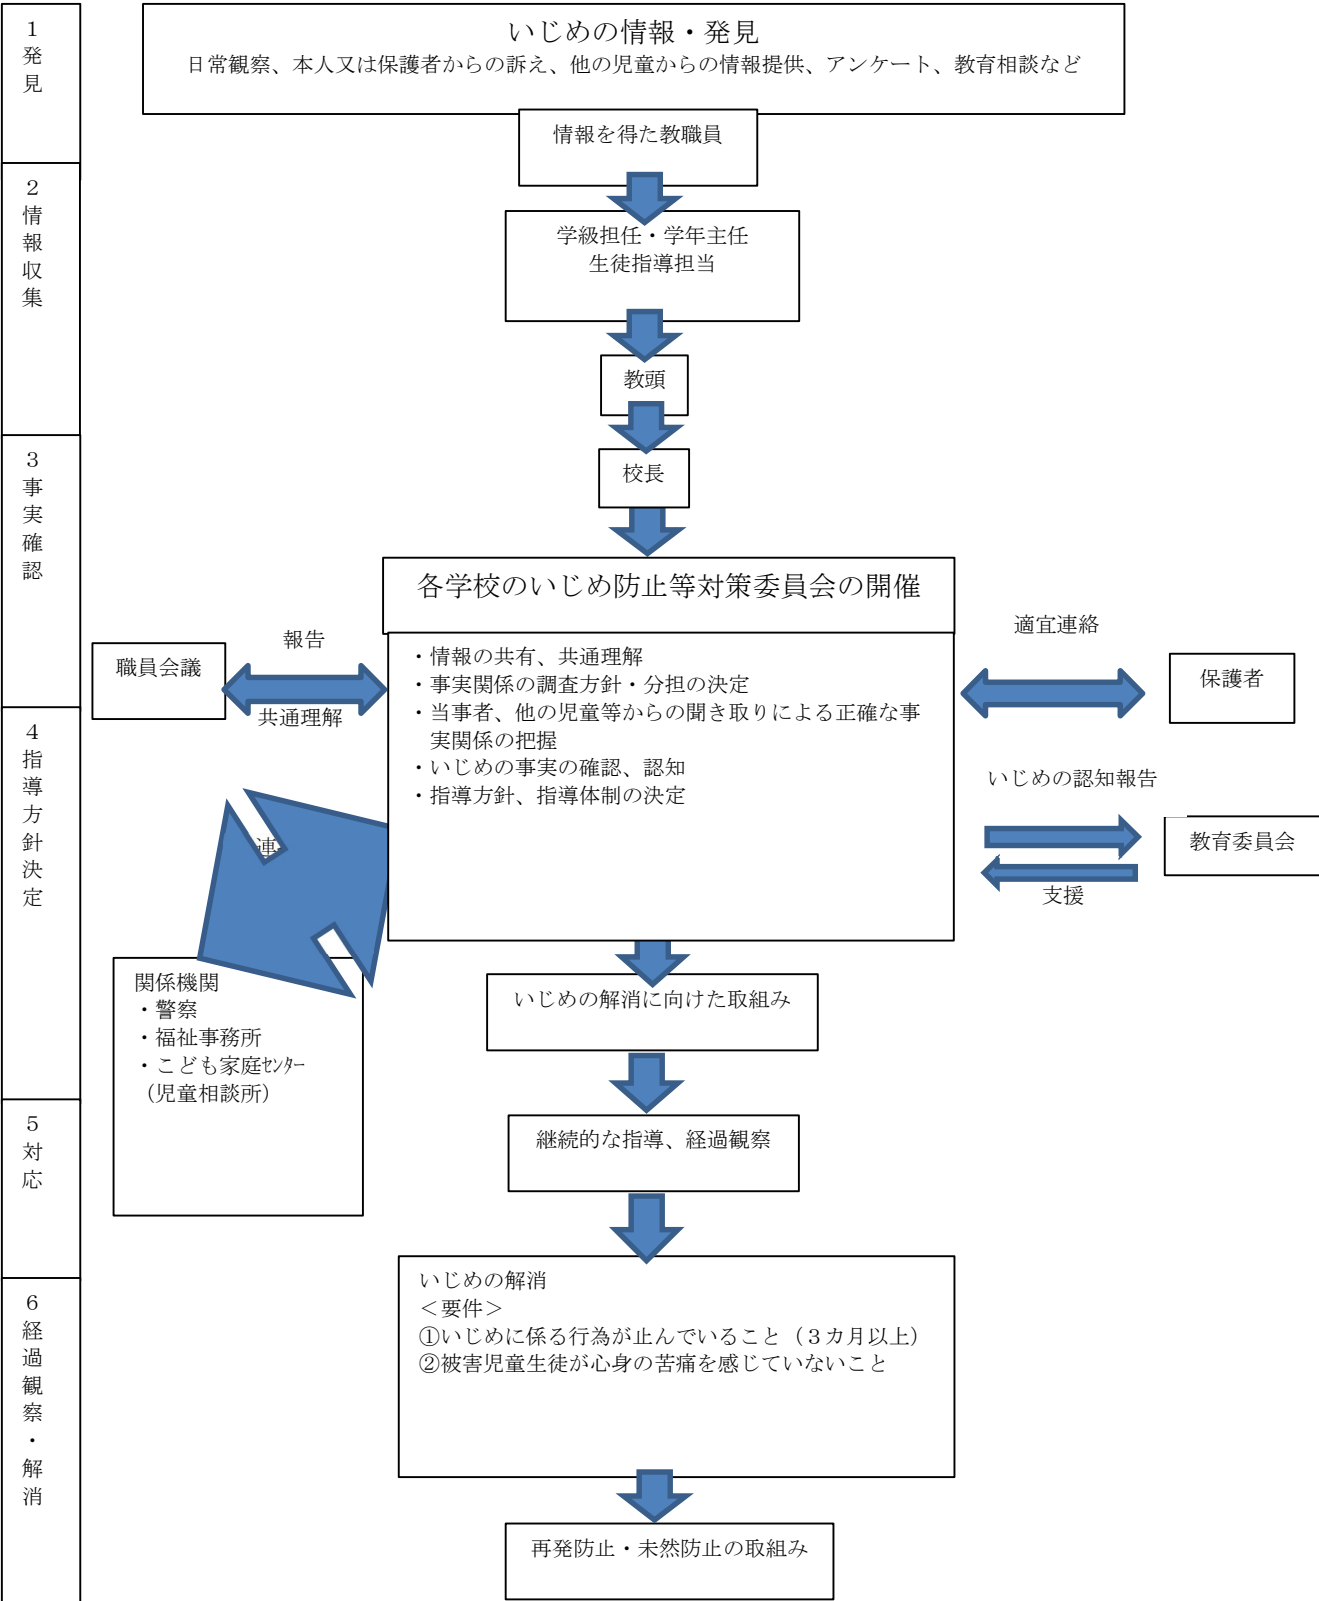 1
発
見
いじめの情報・発見
日常観察、本人又は保護者からの訴え、他の児童からの情報提供、アンケート、教育相談など
情報を得た教職員
2
情
報
収
集
学級担任・学年主任
生徒指導担当
教頭
3
事
実
確
認
校長
各学校のいじめ防止等対策委員会の開催
・情報の共有、共通理解
・事実関係の調査方針・分担の決定
・当事者、他の児童等からの聞き取りによる正確な事
実関係の把握
・いじめの事実の確認、認知
・指導方針、指導体制の決定
職員会議
報告
共通理解
適宜連絡
保護者
4
指
導
方
針
決
定
いじめの認知報告
教育委員会
支援
連
関係機関
・警察
・福祉事務所
・こども家庭ｾﾝﾀｰ
（児童相談所）
いじめの解消に向けた取組み
5
対
応
継続的な指導、経過観察
6
経
過
観
察
・
解
消
いじめの解消
＜要件＞
①いじめに係る行為が止んでいること（３カ月以上）
②被害児童生徒が心身の苦痛を感じていないこと
再発防止・未然防止の取組み